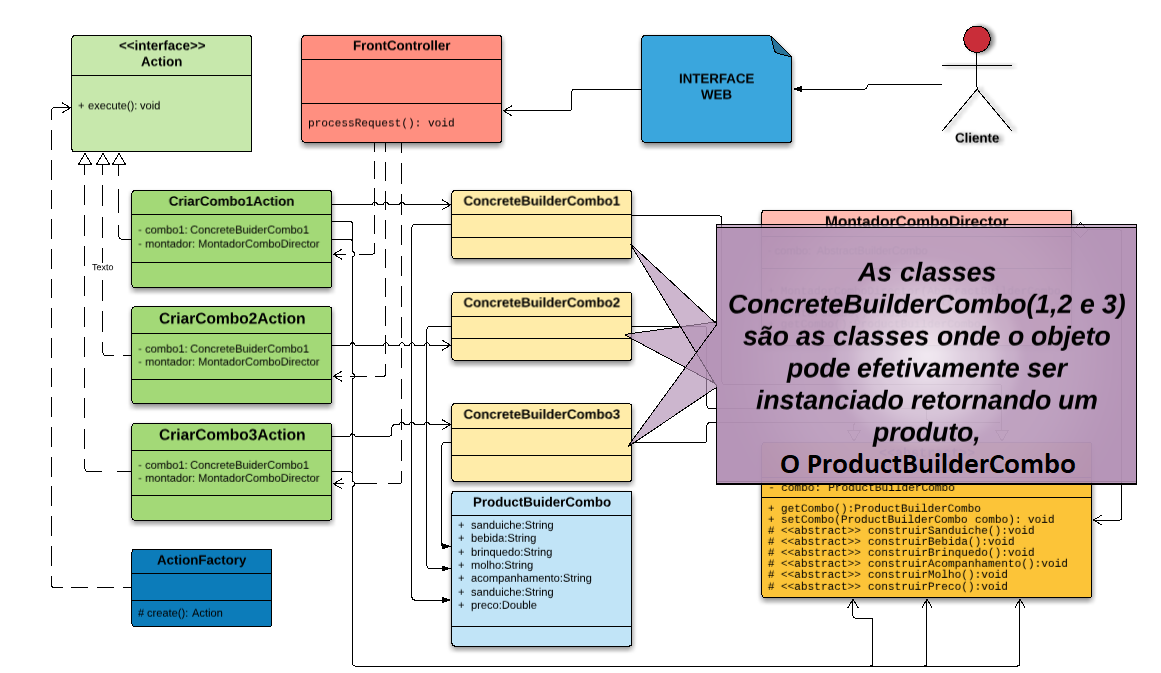 <<interface>>
Action
+ execute(): void
FrontController
processRequest(): void
INTERFACE
WEB
Cliente
CriarCombo1Action
- combo1: ConcreteBuiderCombo1
- montador: MontadorComboDirector
Texto
CriarCombo2Action
- combo1: ConcreteBuiderCombo1
- montador: MontadorComboDirector
CriarCombo3Action
- combo1: ConcreteBuiderCombo1
- montador: MontadorComboDirector
ActionFactory
# create(): Action
ConcreteBuilderCombo1
ConcreteBuilderCombo2
ConcreteBuilderCombo3
ProductBuiderCombo
+ sanduiche:String
+ bebida:String
+ brinquedo:String
+ molho:String
+ acompanhamento:String
+ sanduiche:String
+ preco:Double
MontadorComboDirector
As classes
ConcreteBuilderCombo(1,2 e 3)
são as classes onde o objeto
pode efetivamente ser
instanciado retornando um
produto,
O ProductBuilderCombo
- combo: ProductBuilderCombo
+ getCombo():ProductBuilderCombo
+ setCombo(ProductBuilderCombo combo): void
# <<abstract>> construirSanduiche():void
# <<abstract>> construirBebida():void
# <<abstract>> construirBrinquedo():void
# <<abstract>> construirAcompanhamento():void
# <<abstract>> construirMolho():void
# <<abstract>> construirPreco():void